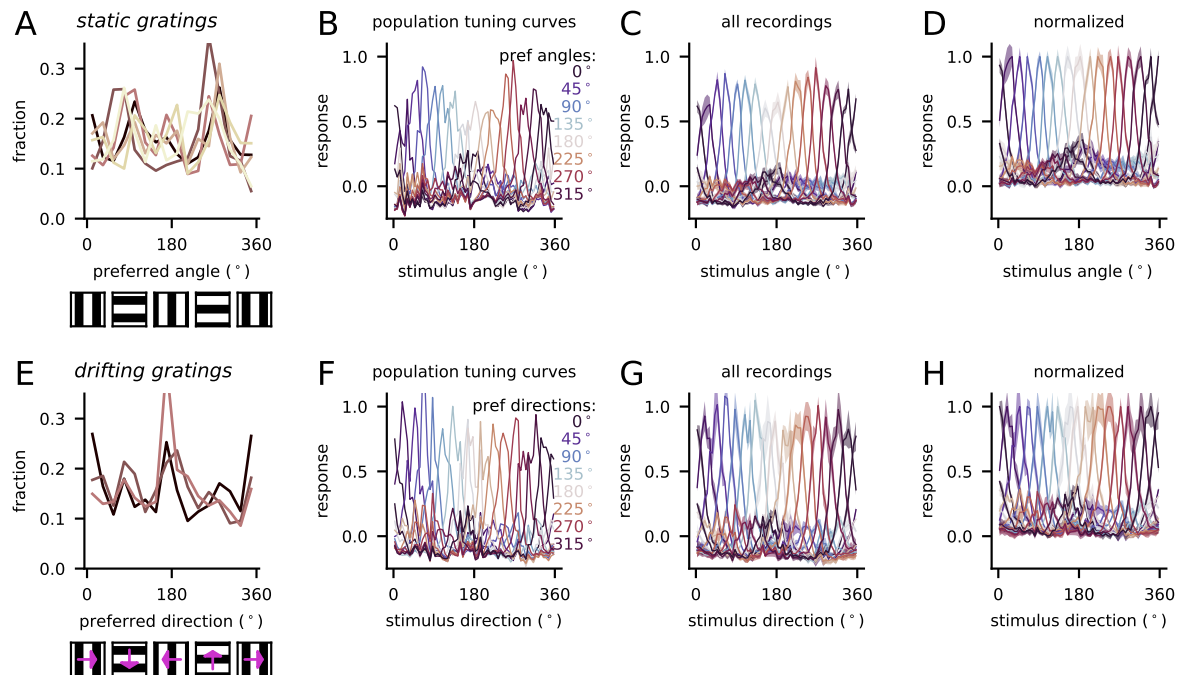 A static gratings
fraction
0.3
0.2
0.1
0.0
0 180 360
preferred angle (°)
B population tuning curves
response
1.0
0.5
0.0
pref angles:
0°
45°
90°
135°
180°
225°
270°
315°
0 180 360
stimulus angle (°)
C all recordings
response
1.0
0.5
0.0
0 180 360
stimulus angle (°)
D normalized
response
1.0
0.5
0.0
0 180 360
stimulus angle (°)
E drifting gratings
fraction
0.3
0.2
0.1
0.0
0 180 360
preferred direction (°)
F population tuning curves
response
1.0
0.5
0.0
pref directions:
0°
45°
90°
135°
180°
225°
270°
315°
0 180 360
stimulus direction (°)
G all recordings
response
1.0
0.5
0.0
0 180 360
stimulus direction (°)
H normalized
response
1.0
0.5
0.0
0 180 360
stimulus direction (°)